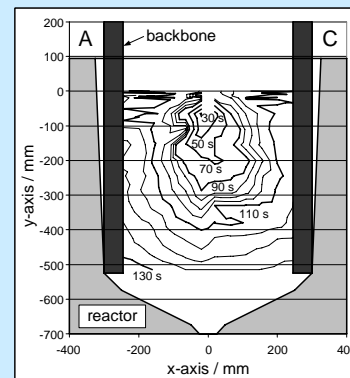 200
100
0
-100
-200
-300
-400
-500
-600
-700
y-axis / mm
A
backbone
C
30 s
50 s
70 s
90 s
110 s
130 s
reactor
-400
-200
0
200
40
x-axis / mm